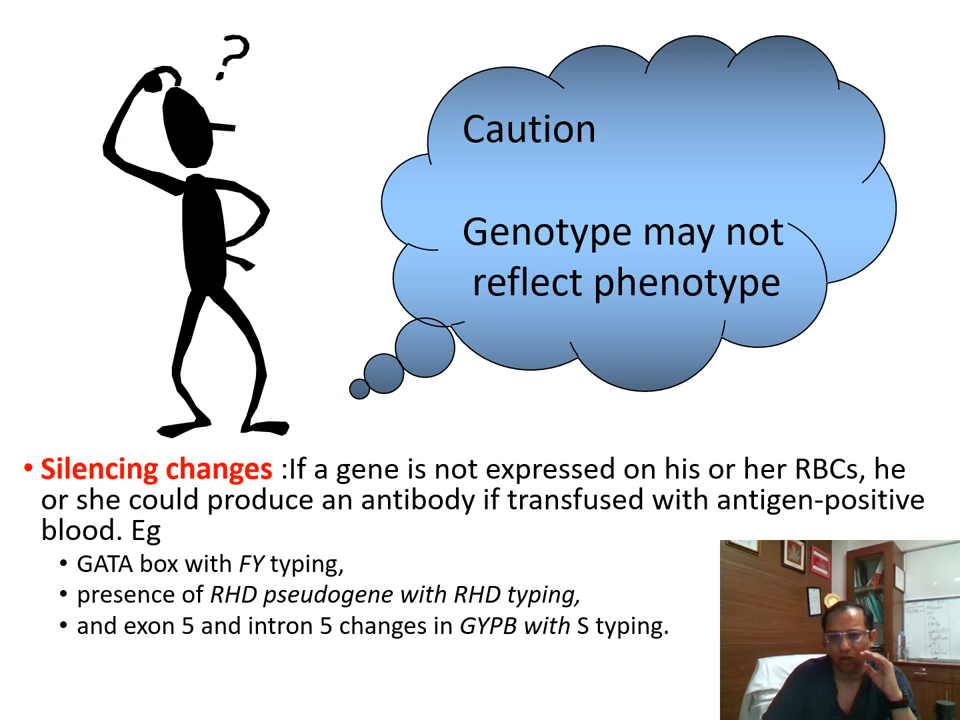 ?
Caution
Genotype may not
reflect phenotype
• Silencing changes :If a gene is not expressed on his or her RBCs, he
or she could produce an antibody if transfused with antigen-positive
blood. Eg
• GATA box with FY typing,
• presence of RHD pseudogene with RHD typing,
• and exon 5 and intron 5 changes in GYPB with S typing.